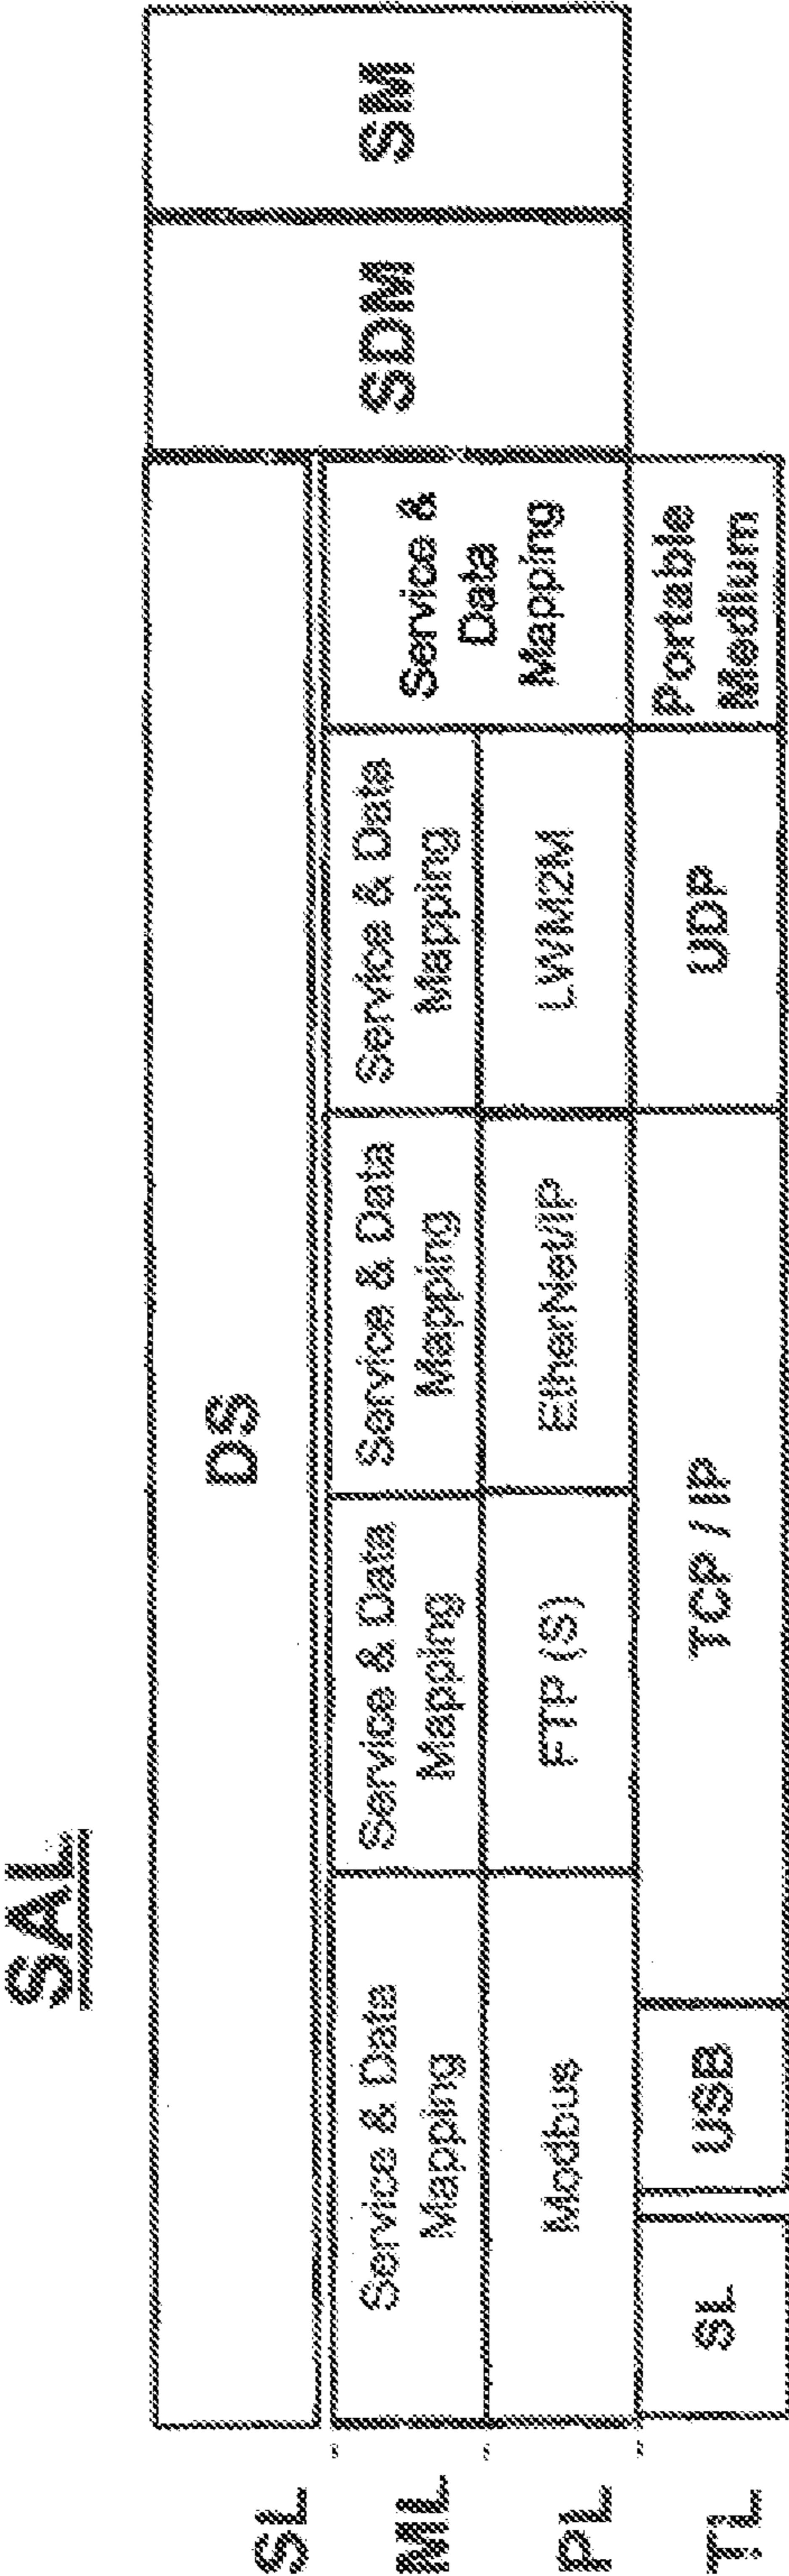 SAL
SL
DS
SDM
SM
ML
Service & Data
Mapping
Service & Data
Mapping
Service & Data
Mapping
Service & Data
Mapping
Service &
Data
Mapping
PL
Modbus
FTP (S)
EtherNet/IP
LWM2M
TL
SL
USB
TCP / IP
UDP
Portable
Medium